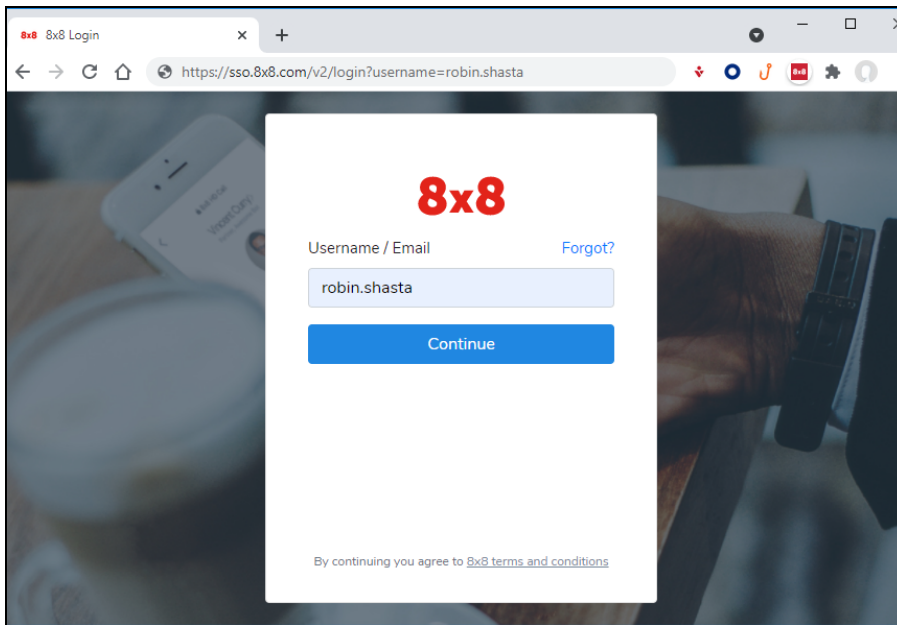 8x8 8x8 Login
https://sso.8x8.com/v2/login?username=robin.shasta
8x8
8x8
Username / Email Forgot?
robin.shasta
Continue
By continuing you agree to 8x8 terms and conditions